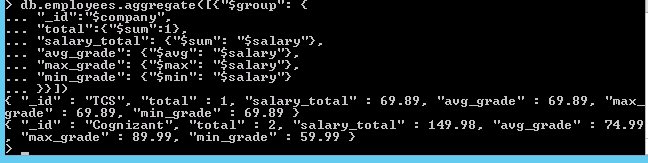 > db.employees.aggregate([{"$group": {
... "_id":"$company",
... "total":{"$sum":1},
... "salary_total": {"$sum": "$salary"},
... "avg_grade": {"$avg": "$salary"},
... "max_grade": {"$max": "$salary"},
... "min_grade": {"$min": "$salary"}
... }}])
{ "_id" : "TCS", "total" : 1, "salary_total" : 69.89, "avg_grade" : 69.89, "max_
grade" : 69.89, "min_grade" : 69.89 }
{ "_id" : "Cognizant", "total" : 2, "salary_total" : 149.98, "avg_grade" : 74.99
, "max_grade" : 89.99, "min_grade" : 59.99 }
> _